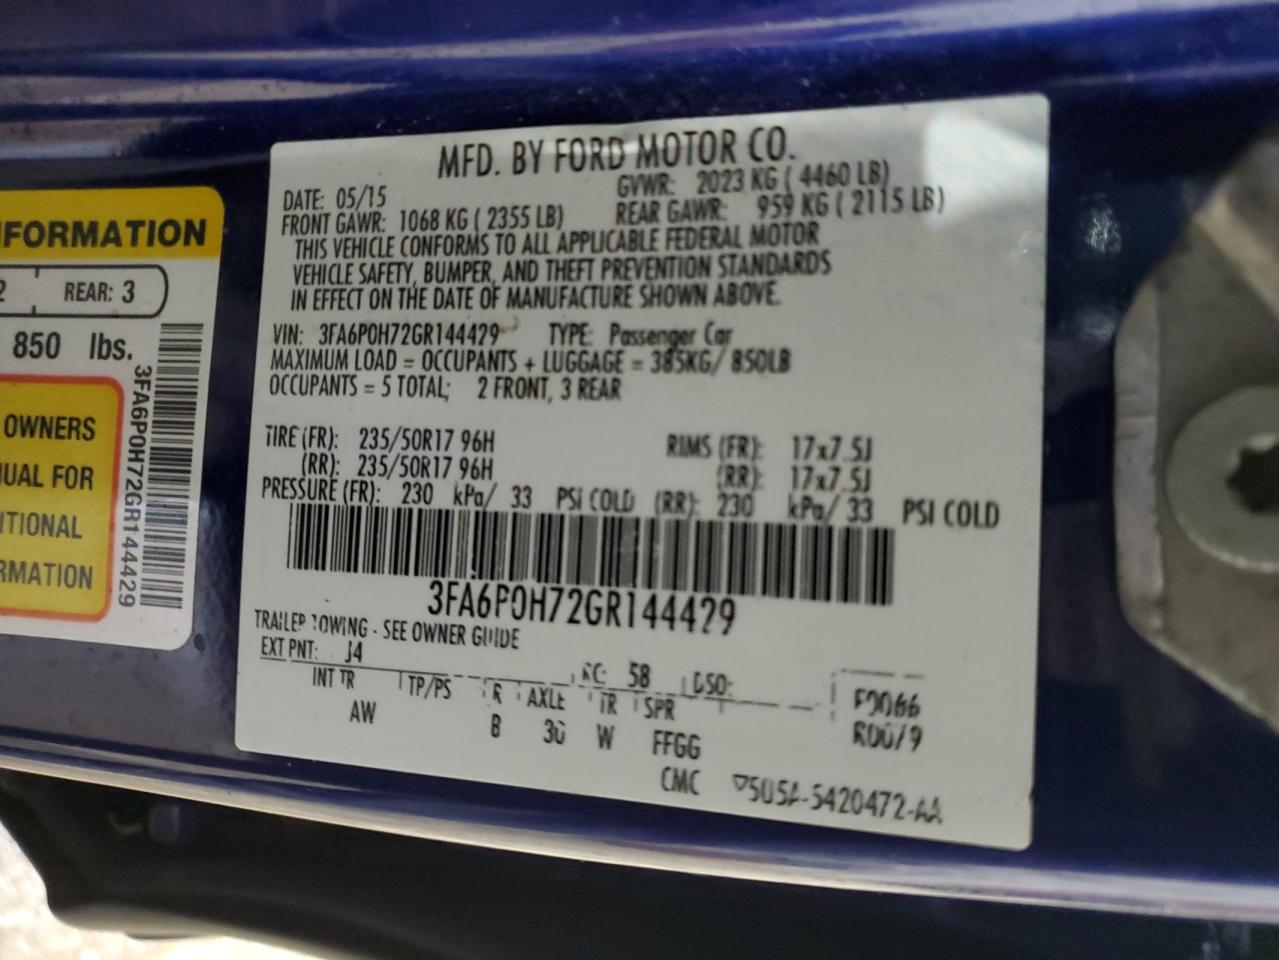 MFD. BY FORD MOTOR CO.
DATE: 05/15 GVWR: 2023 KG ( 4460 LB)
FRONT GAWR: 1068 KG ( 2355 LB) REAR GAWR: 959 KG ( 2115 LB)
THIS VEHICLE CONFORMS TO ALL APPLICABLE FEDERAL MOTOR
VEHICLE SAFETY, BUMPER, AND THEFT PREVENTION STANDARDS
IN EFFECT ON THE DATE OF MANUFACTURE SHOWN ABOVE.
VIN: 3FA6P0H72GR144429 TYPE: Passenger Car
MAXIMUM LOAD = OCCUPANTS + LUGGAGE = 385KG/ 850LB
OCCUPANTS = 5 TOTAL; 2 FRONT, 3 REAR
TIRE (FR): 235/50R17 96H RIMS (FR): 17x7.5J
(RR): 235/50R17 96H (RR): 17x7.5J
PRESSURE (FR): 230 kPa/ 33 PSI COLD (RR): 230 kPa/ 33 PSI COLD
3FA6P0H72GR144429
TRAILER TOWING - SEE OWNER GUIDE
EXT PNT: J4 RC: 58 DSO:
INT TR TP/PS R AXLE TR SPR F0066
AW B 36 W FFGG R0079
CMC 5420472-AA
FORMATION
2 REAR: 3
850 lbs.
OWNERS
NUAL FOR
ITIONAL
RMATION
3FA6P0H72GR144429